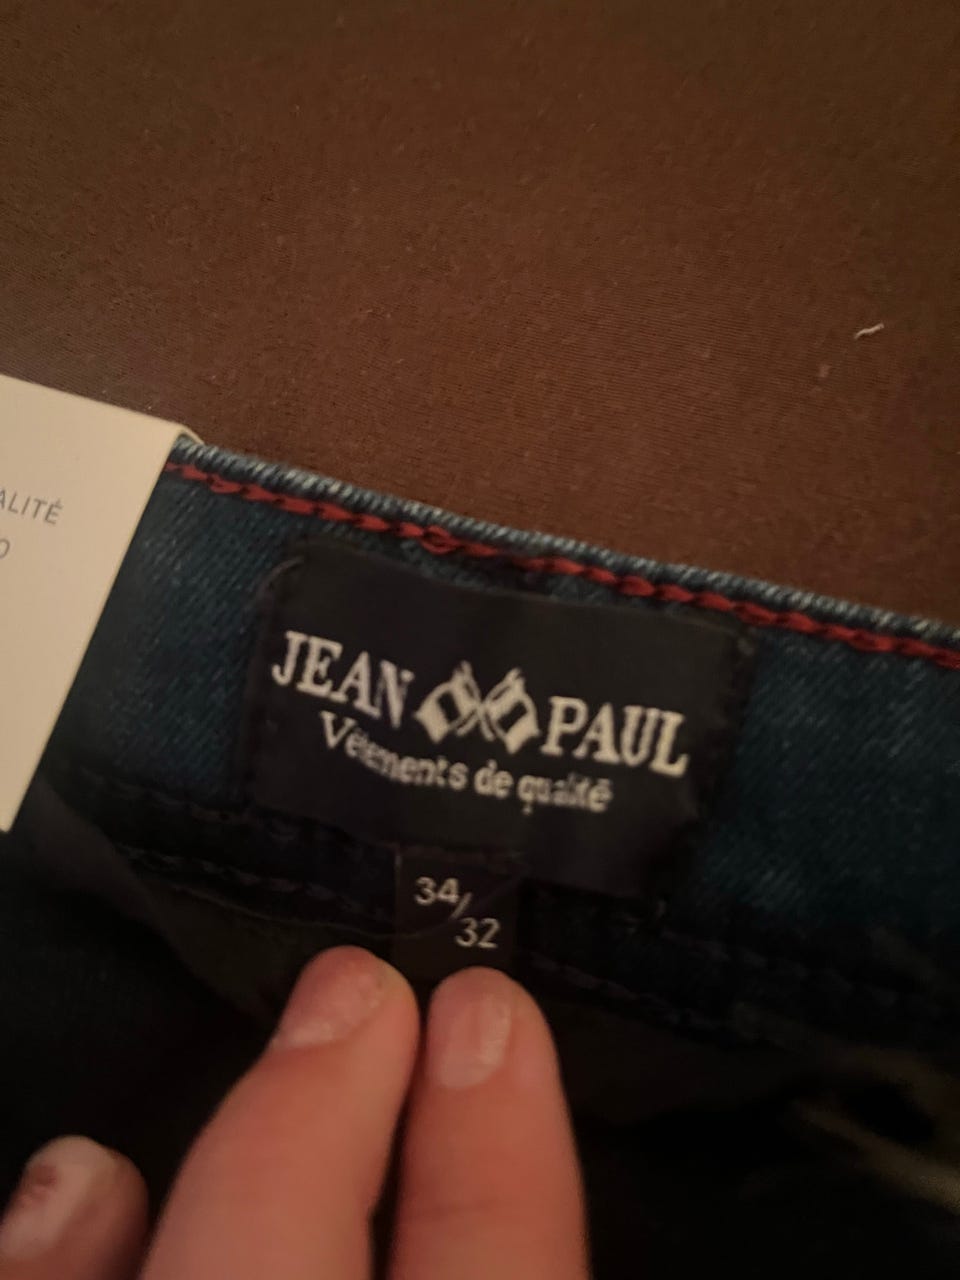 ALITÉ
JEAN PAUL
Vêtements de qualité
34/32